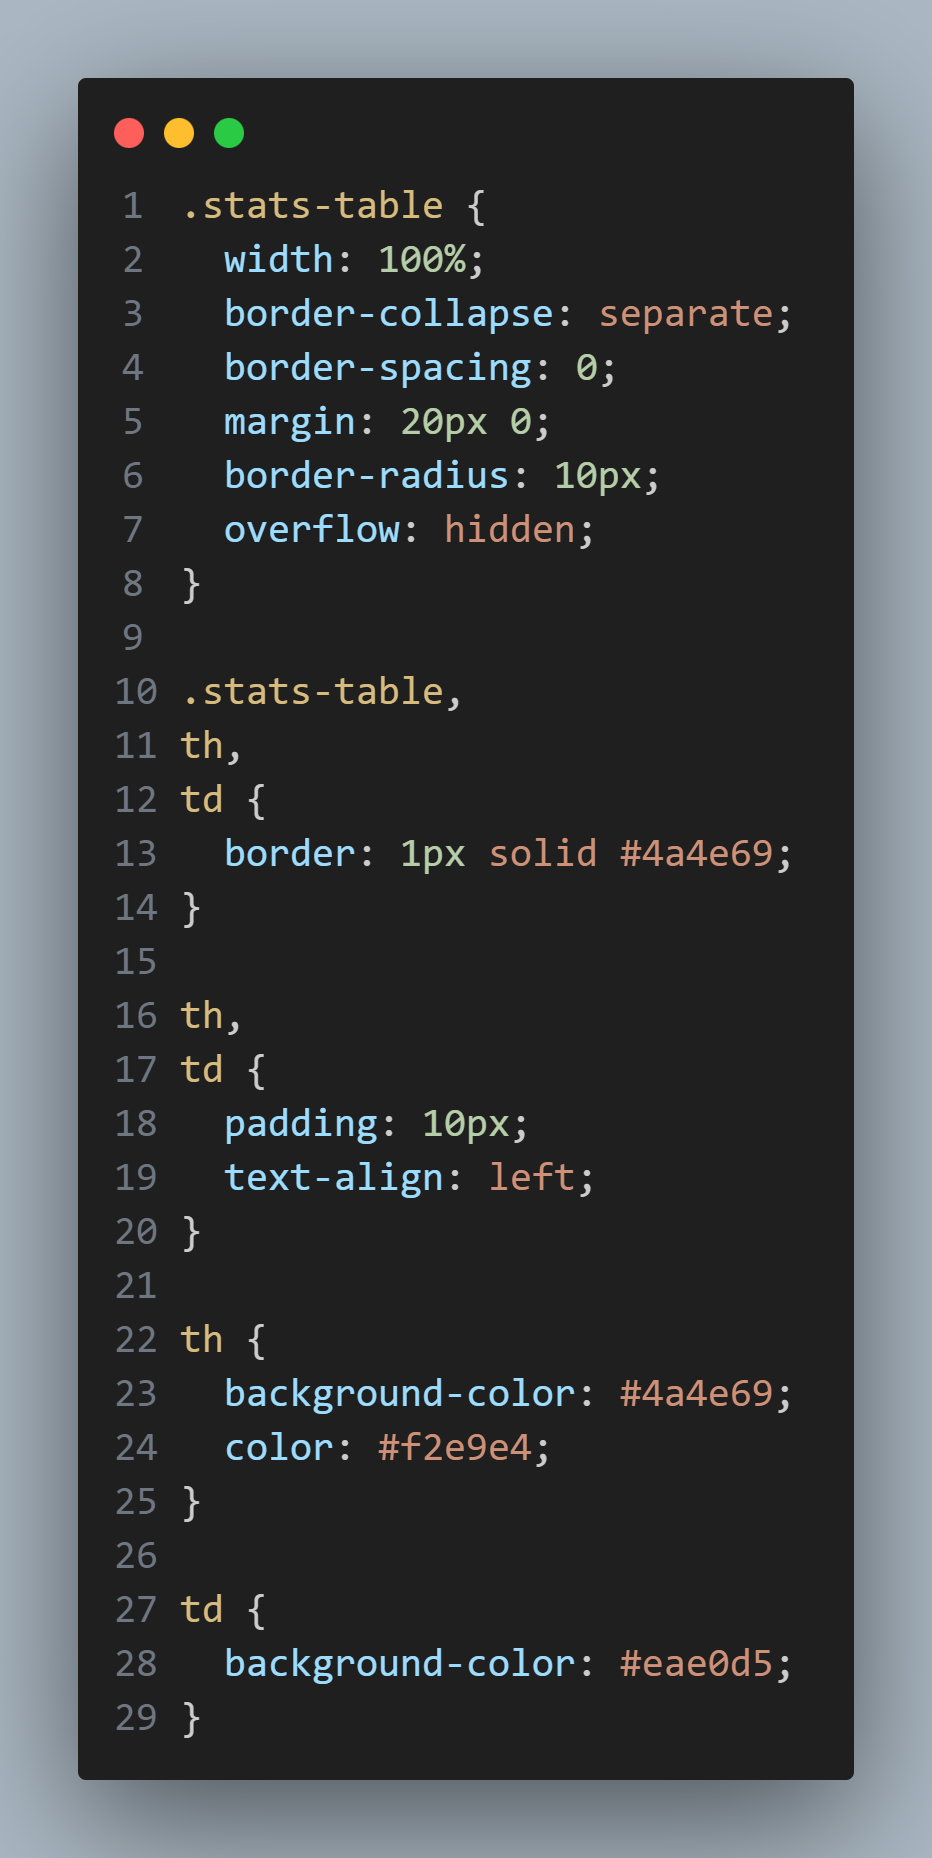 1 .stats-table {
2   width: 100%;
3   border-collapse: separate;
4   border-spacing: 0;
5   margin: 20px 0;
6   border-radius: 10px;
7   overflow: hidden;
8 }
9
10 .stats-table,
11 th,
12 td {
13   border: 1px solid #4a4e69;
14 }
15
16 th,
17 td {
18   padding: 10px;
19   text-align: left;
20 }
21
22 th {
23   background-color: #4a4e69;
24   color: #f2e9e4;
25 }
26
27 td {
28   background-color: #eae0d5;
29 }